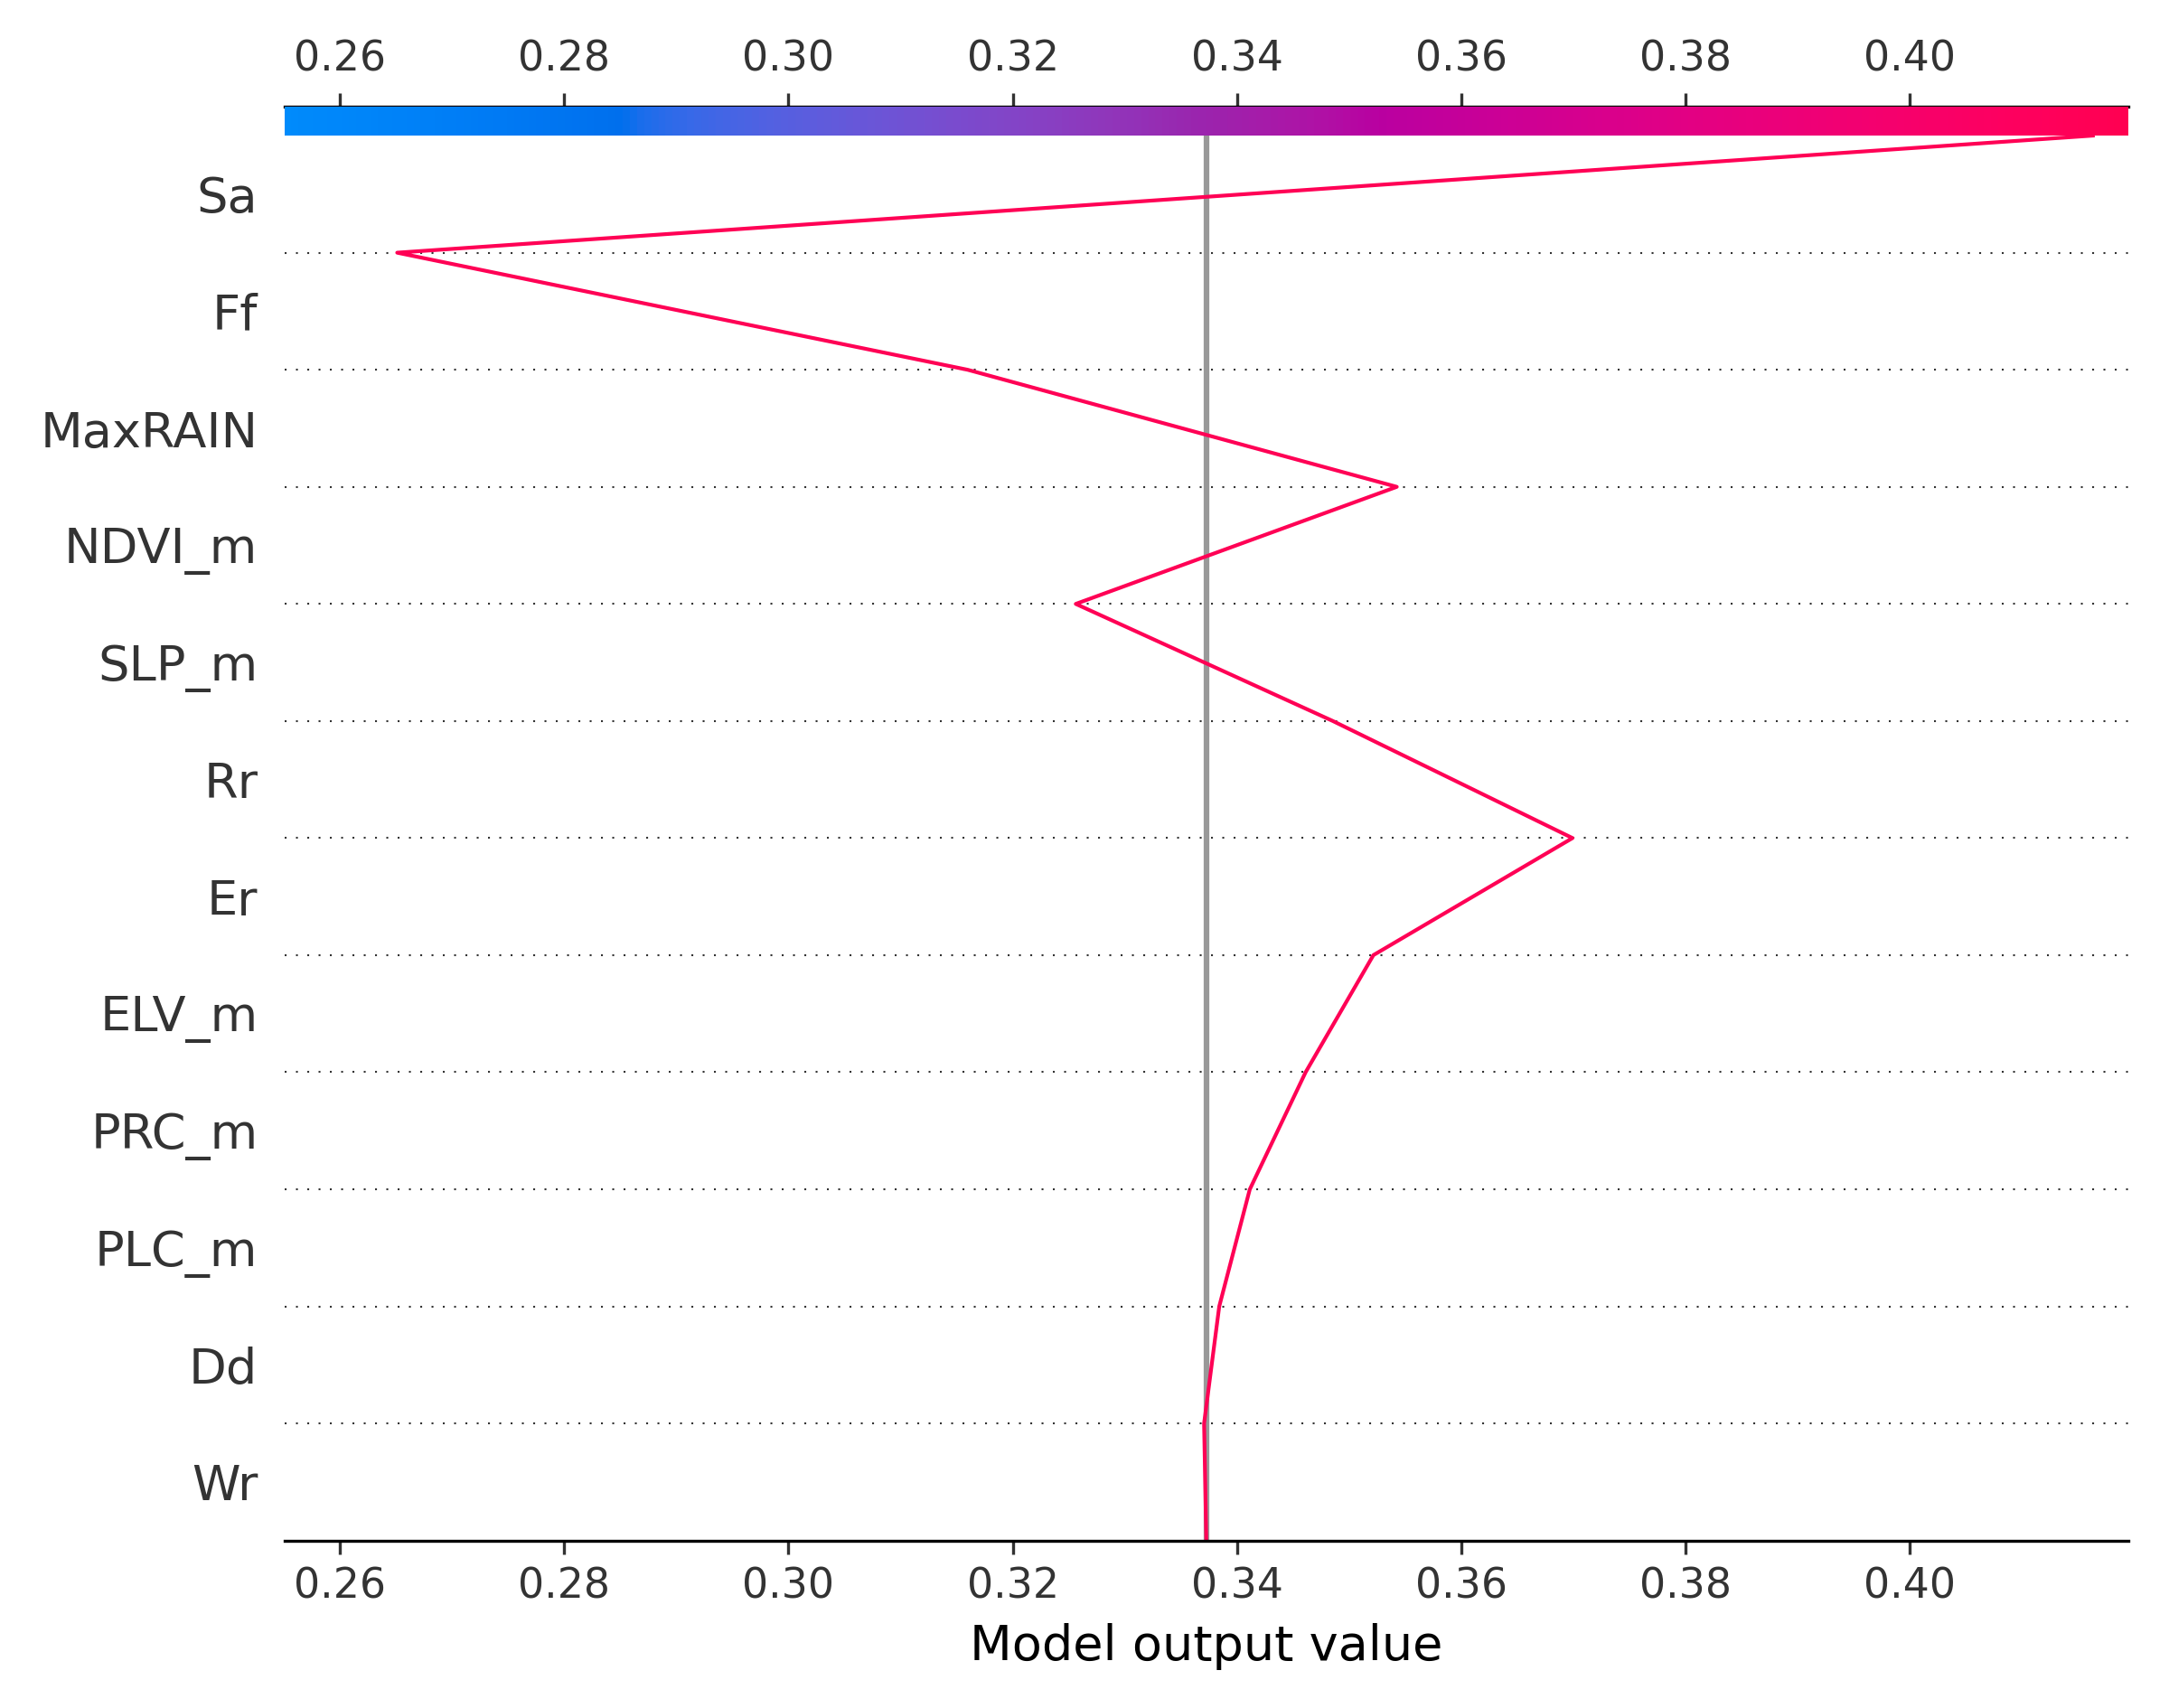 0.26 0.28 0.30 0.32 0.34 0.36 0.38 0.40
Sa
Ff
MaxRAIN
NDVI_m
SLP_m
Rr
Er
ELV_m
PRC_m
PLC_m
Dd
Wr
0.26 0.28 0.30 0.32 0.34 0.36 0.38 0.40
Model output value